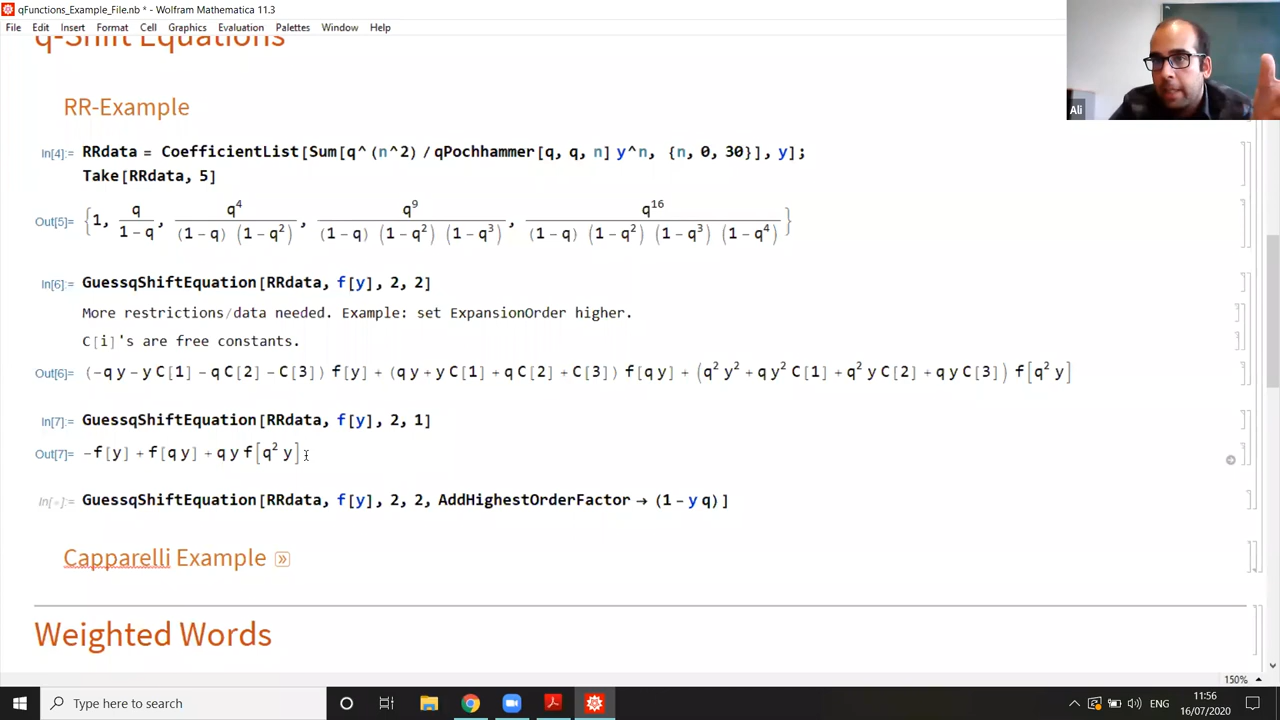 qFunctions_Example_File.nb * - Wolfram Mathematica 11.3
File Edit Insert Format Cell Graphics Evaluation Palettes Window Help
q-Shift Equations
RR-Example
In[4]:= RRdata = CoefficientList[Sum[q^(n^2) / qPochhammer[q, q, n] y^n, {n, 0, 30}], y];
Take[RRdata, 5]
Out[5]= {1, q/(1 - q), q^4/((1 - q) (1 - q^2)), q^9/((1 - q) (1 - q^2) (1 - q^3)), q^16/((1 - q) (1 - q^2) (1 - q^3) (1 - q^4))}
In[6]:= GuessqShiftEquation[RRdata, f[y], 2, 2]
More restrictions/data needed. Example: set ExpansionOrder higher.
C[i]'s are free constants.
Out[6]= (-q y - y C[1] - q C[2] - C[3]) f[y] + (q y + y C[1] + q C[2] + C[3]) f[q y] + (q^2 y^2 + q y^2 C[1] + q^2 y C[2] + q y C[3]) f[q^2 y]
In[7]:= GuessqShiftEquation[RRdata, f[y], 2, 1]
Out[7]= -f[y] + f[q y] + q y f[q^2 y]
In[◦]:= GuessqShiftEquation[RRdata, f[y], 2, 2, AddHighestOrderFactor → (1 - y q)]
Capparelli Example »
Weighted Words
150%
Ali
Type here to search
ENG
11:56
16/07/2020